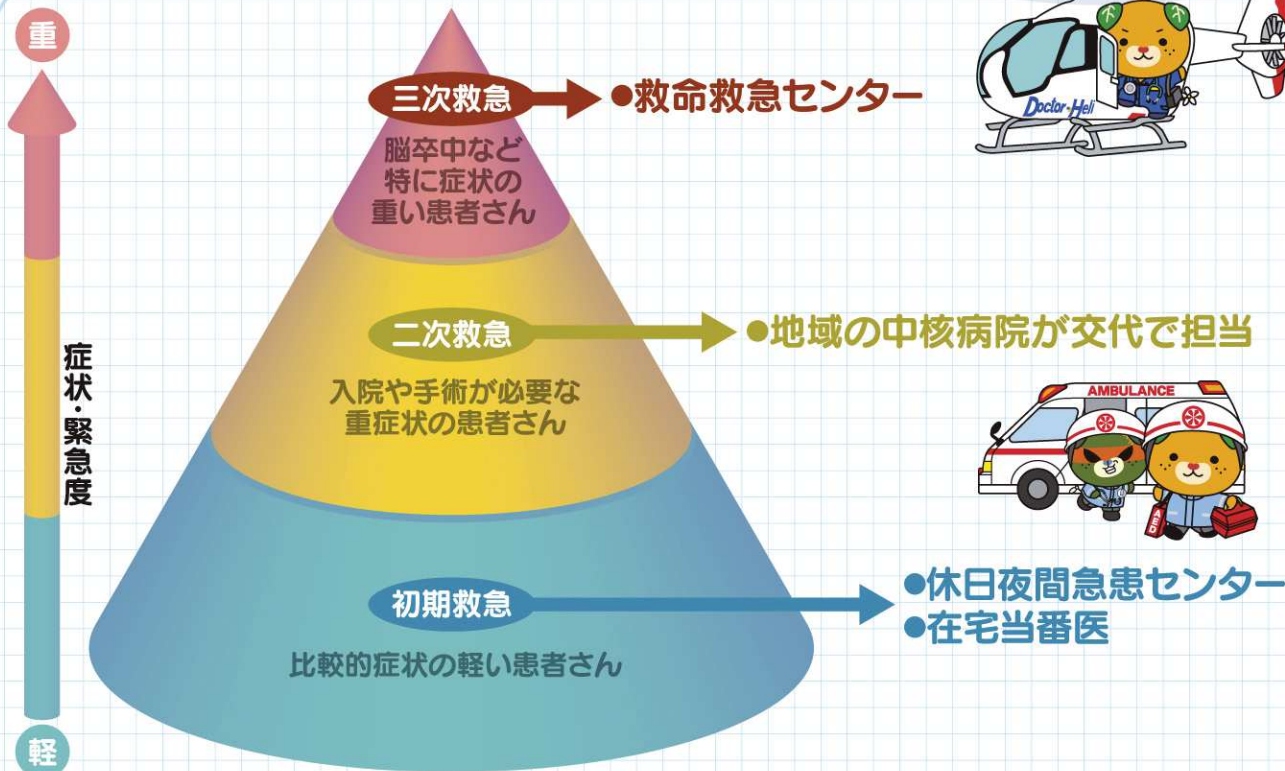 重
三次救急
●救命救急センター
Doctor-Heli
脳卒中など
特に症状の
重い患者さん
二次救急
●地域の中核病院が交代で担当
症状・緊急度
入院や手術が必要な
重症状の患者さん
AMBULANCE
AED
初期救急
●休日夜間急患センター
●在宅当番医
比較的症状の軽い患者さん
軽